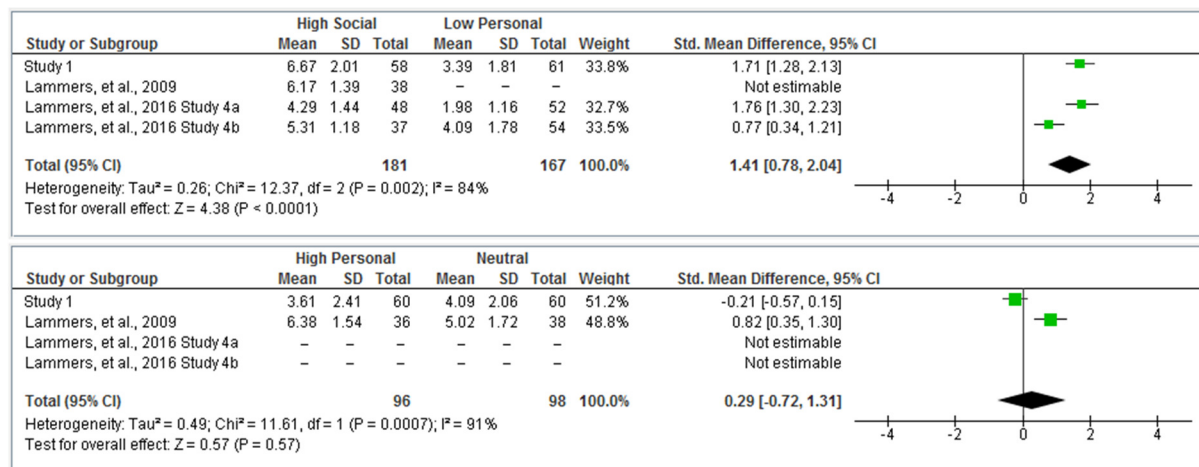 High Social Low Personal
Study or Subgroup Mean SD Total Mean SD Total Weight Std. Mean Difference, 95% CI
Study 1 6.67 2.01 58 3.39 1.81 61 33.8% 1.71 [1.28, 2.13]
Lammers, et al., 2009 6.17 1.39 38 – – – Not estimable
Lammers, et al., 2016 Study 4a 4.29 1.44 48 1.98 1.16 52 32.7% 1.76 [1.30, 2.23]
Lammers, et al., 2016 Study 4b 5.31 1.18 37 4.09 1.78 54 33.5% 0.77 [0.34, 1.21]
Total (95% CI) 181 167 100.0% 1.41 [0.78, 2.04]
Heterogeneity: Tau² = 0.26; Chi² = 12.37, df = 2 (P = 0.002); I² = 84%
Test for overall effect: Z = 4.38 (P < 0.0001)
-4 -2 0 2 4
High Personal Neutral
Study or Subgroup Mean SD Total Mean SD Total Weight Std. Mean Difference, 95% CI
Study 1 3.61 2.41 60 4.09 2.06 60 51.2% -0.21 [-0.57, 0.15]
Lammers, et al., 2009 6.38 1.54 36 5.02 1.72 38 48.8% 0.82 [0.35, 1.30]
Lammers, et al., 2016 Study 4a – – – – – – Not estimable
Lammers, et al., 2016 Study 4b – – – – – – Not estimable
Total (95% CI) 96 98 100.0% 0.29 [-0.72, 1.31]
Heterogeneity: Tau² = 0.49; Chi² = 11.61, df = 1 (P = 0.0007); I² = 91%
Test for overall effect: Z = 0.57 (P = 0.57)
-4 -2 0 2 4